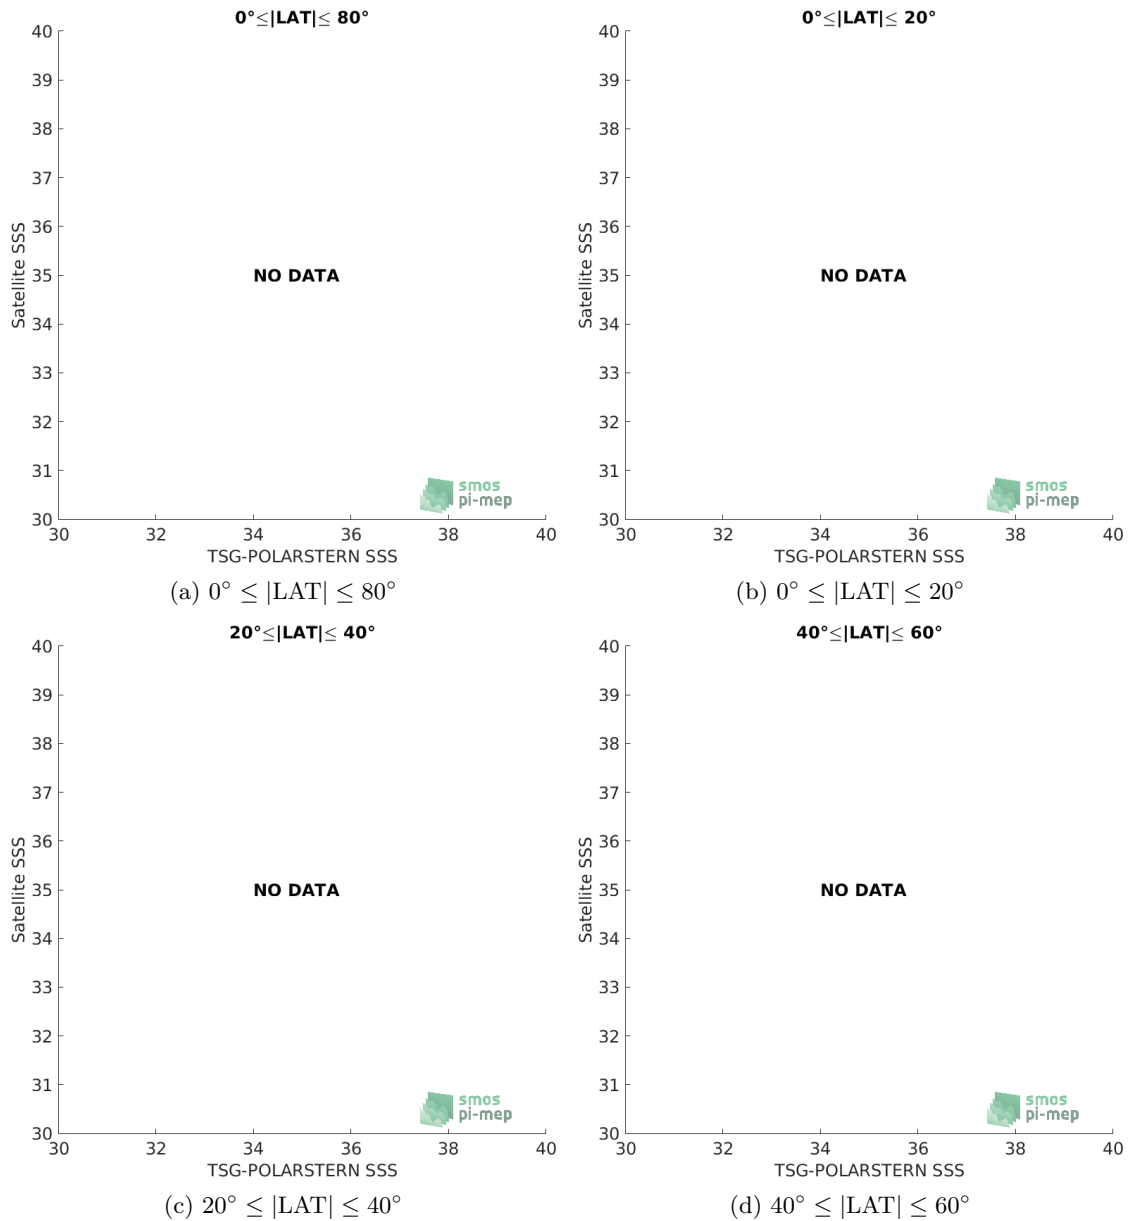 0°≤|LAT|≤ 80°
40
39
38
37
36
35
34
33
32
31
30
Satellite SSS
NO DATA
smos
pi-mep
30 32 34 36 38 40
TSG-POLARSTERN SSS
(a) 0° ≤ |LAT| ≤ 80°
0°≤|LAT|≤ 20°
40
39
38
37
36
35
34
33
32
31
30
Satellite SSS
NO DATA
smos
pi-mep
30 32 34 36 38 40
TSG-POLARSTERN SSS
(b) 0° ≤ |LAT| ≤ 20°
20°≤|LAT|≤ 40°
40
39
38
37
36
35
34
33
32
31
30
Satellite SSS
NO DATA
smos
pi-mep
30 32 34 36 38 40
TSG-POLARSTERN SSS
(c) 20° ≤ |LAT| ≤ 40°
40°≤|LAT|≤ 60°
40
39
38
37
36
35
34
33
32
31
30
Satellite SSS
NO DATA
smos
pi-mep
30 32 34 36 38 40
TSG-POLARSTERN SSS
(d) 40° ≤ |LAT| ≤ 60°